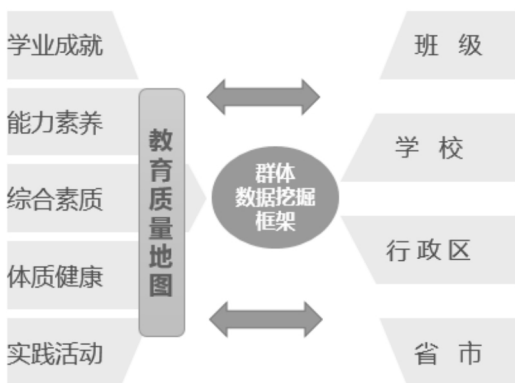 学业成就
能力素养
综合素质
体质健康
实践活动
教育质量地图
群体
数据挖掘
框架
班 级
学 校
行政区
省 市